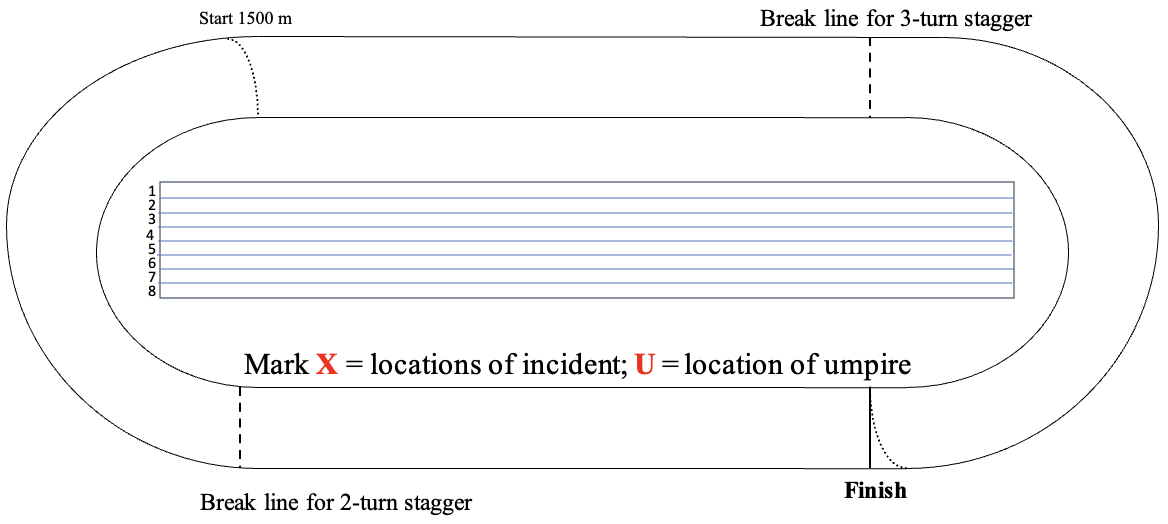 Start 1500 m
Break line for 3-turn stagger
1
2
3
4
5
6
7
8
Mark X = locations of incident; U = location of umpire
Finish
Break line for 2-turn stagger